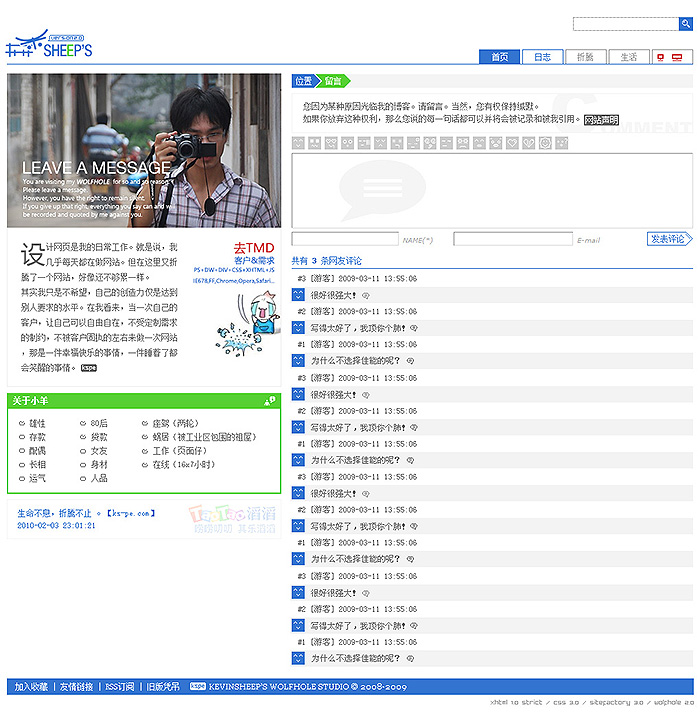 version2.0
SHEEP'S
首页
日志
折腾
生活
LEAVE A MESSAGE
You are visiting my WOLFHOLE for so and so reason.
Please leave a message.
However, you have the right to remain silent.
If you give up that right, everything you say can and will
be recorded and quoted by me against you.
设计网页是我的日常工作。欲是说，我
几乎每天都在做网站。但在这里又折
腾了一个网站，好像还不够累一样。
其实我只是不希望，自己的创造力仅是达到
别人要求的水平。在我看来，当一次自己的
客户，让自己可以自由自在，不受定制需求
的制约，不被客户固执的左右来做一次网站
，那是一件幸福快乐的事情，一件睡着了都
会笑醒的事情。kspe
去TMD
客户&需求
PS+DW+DIV+CSS+XHTML+JS
IE678,FF,Chrome,Opera,Safari...
关于小羊
雄性
80后
座驾（两轮）
存款
贷款
蜗居（被工业区包围的祖屋）
配偶
女友
工作（页面仔）
长相
身材
在线（16x7小时）
运气
人品
生命不息，折腾不止 。【ks-pe.com】
2010-02-03 23:01:21
TaoTao滔滔
唠唠叨叨 其乐滔滔
位置
留言
COMMENT
您因为某种原因光临我的博客。请留言。当然，您有权保持缄默。
如果你放弃这种权利，那么您说的每一句话都可以并将会被记录和被我引用。网站声明
NAME(*)
E-mail
发表评论
共有 3 条网友评论
#3 [游客] 2009-03-11 13:55:06
很好很强大！
#2 [游客] 2009-03-11 13:55:06
写得太好了，我顶你个肺！
#1 [游客] 2009-03-11 13:55:06
为什么不选择佳能的呢？
#3 [游客] 2009-03-11 13:55:06
很好很强大！
#2 [游客] 2009-03-11 13:55:06
写得太好了，我顶你个肺！
#1 [游客] 2009-03-11 13:55:06
为什么不选择佳能的呢？
#3 [游客] 2009-03-11 13:55:06
很好很强大！
#2 [游客] 2009-03-11 13:55:06
写得太好了，我顶你个肺！
#1 [游客] 2009-03-11 13:55:06
为什么不选择佳能的呢？
#3 [游客] 2009-03-11 13:55:06
很好很强大！
#2 [游客] 2009-03-11 13:55:06
写得太好了，我顶你个肺！
#1 [游客] 2009-03-11 13:55:06
为什么不选择佳能的呢？
加入收藏 | 友情链接 | RSS订阅 | 旧版凭吊 kspe KEVINSHEEP'S WOLFHOLE STUDIO © 2008-2009
xhtml 1.0 strict / css 3.0 / sitefactory 3.0 / wolfhole 2.0